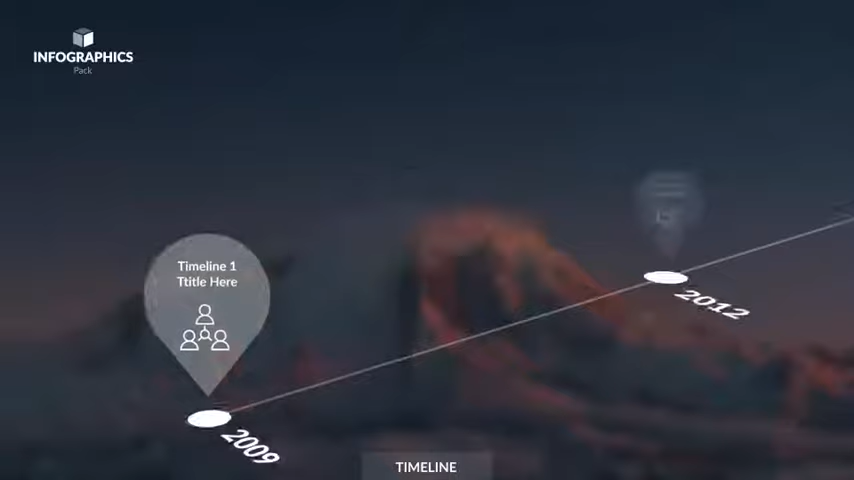 INFOGRAPHICS
Pack
Timeline 1
Ttitle Here
2012
2009
TIMELINE